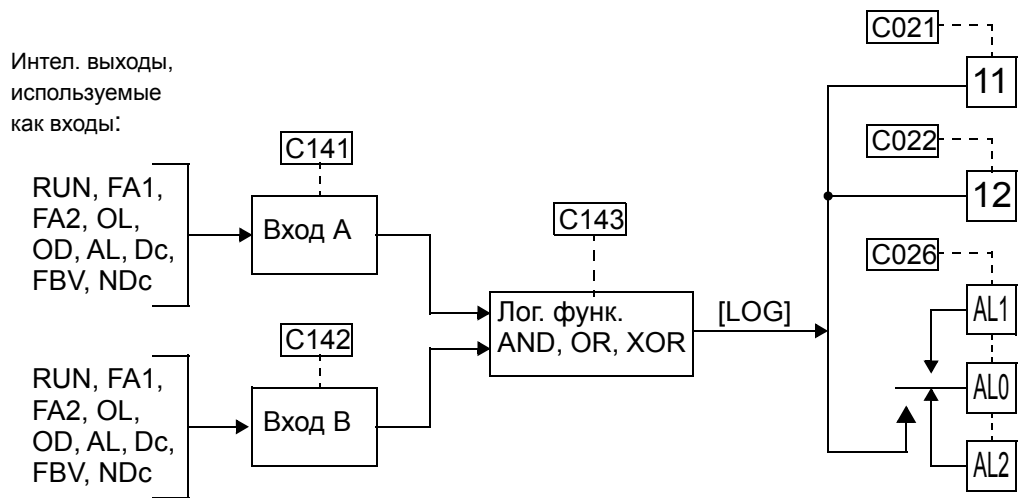 Интел. выходы,
используемые
как входы:
RUN, FA1,
FA2, OL,
OD, AL, Dc,
FBV, NDc
C141
Вход A
RUN, FA1,
FA2, OL,
OD, AL, Dc,
FBV, NDc
C142
Вход B
C143
Лог. функ.
AND, OR, XOR
[LOG]
C021
11
C022
12
C026
AL1
AL0
AL2